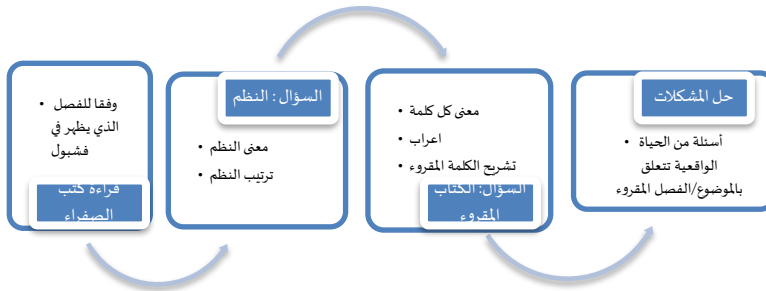 • وفقا للفصل
الذي يظهر في
فشبول
قراءة كتب
الصفراء
السؤال: النظم
• معنى النظم
• ترتيب النظم
• معنى كل كلمة
• اعراب
• تشريح الكلمة المقروء
السؤال: الكتاب
المقروء
حل المشكلات
• أسئلة من الحياة
الواقعية تتعلق
بالموضوع/الفصل المقروء